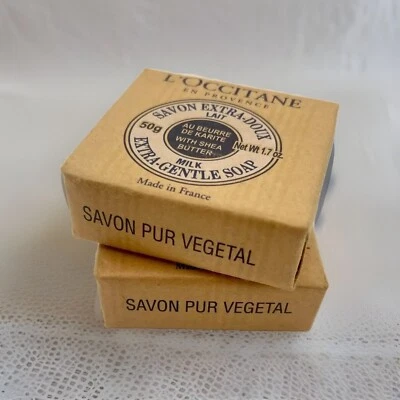 L'OCCITANE
EN PROVENCE
SAVON EXTRA-DOUX
LAIT
50g
AU BEURRE
DE KARITÉ
WITH SHEA
BUTTER
Net Wt. 1.7 oz.
MILK
EXTRA-GENTLE SOAP
Made in France
SAVON PUR VEGETAL
SAVON PUR VEGETAL